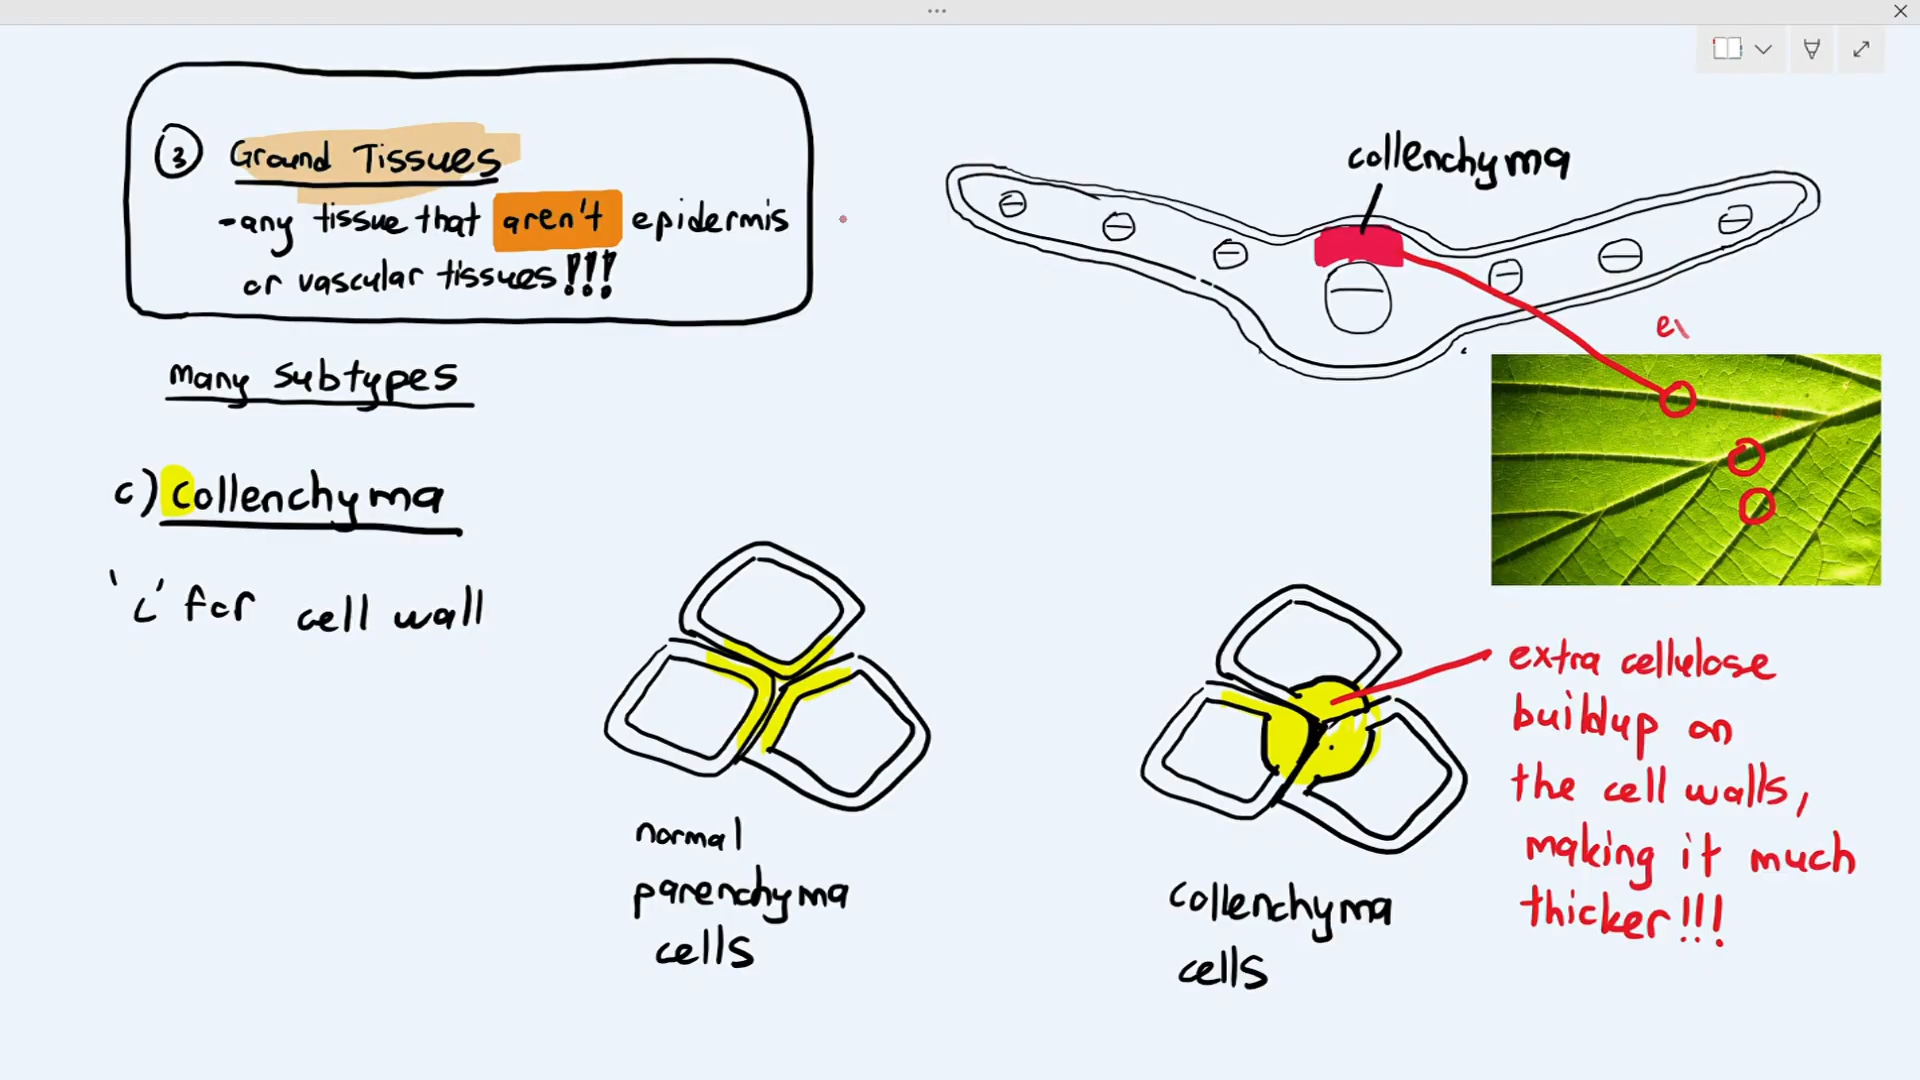 3 Ground Tissues
-any tissue that aren't epidermis
or vascular tissues!!!
many subtypes
c) Collenchyma
'c' for cell wall
normal
parenchyma
cells
collenchyma
collenchyma
cells
extra cellulose
buildup on
the cell walls,
making it much
thicker!!!